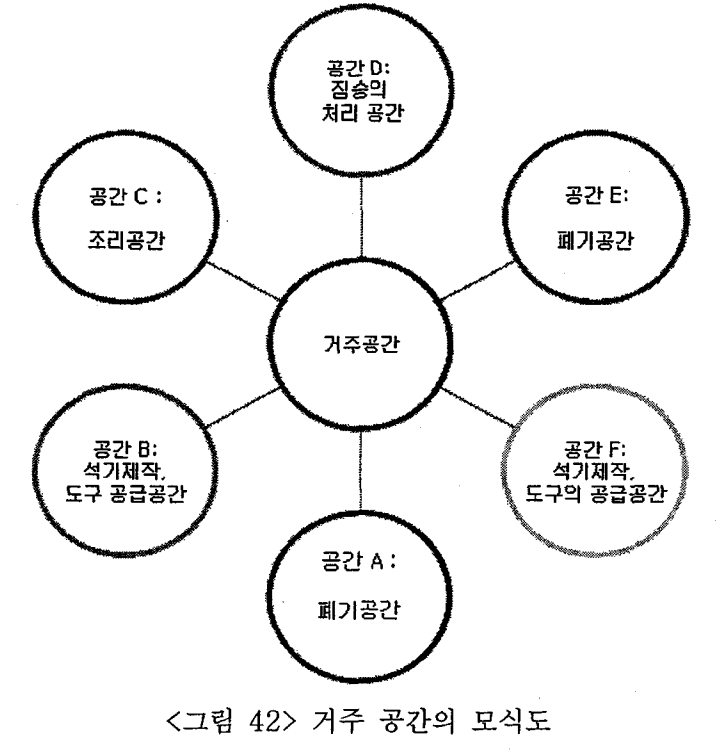 공간 D:
짐승의
처리 공간
공간 C :
조리공간
공간 E:
폐기공간
거주공간
공간 B:
석기제작,
도구 공급공간
공간 F:
석기제작,
도구의 공급공간
공간 A :
폐기공간
<그림 42> 거주 공간의 모식도